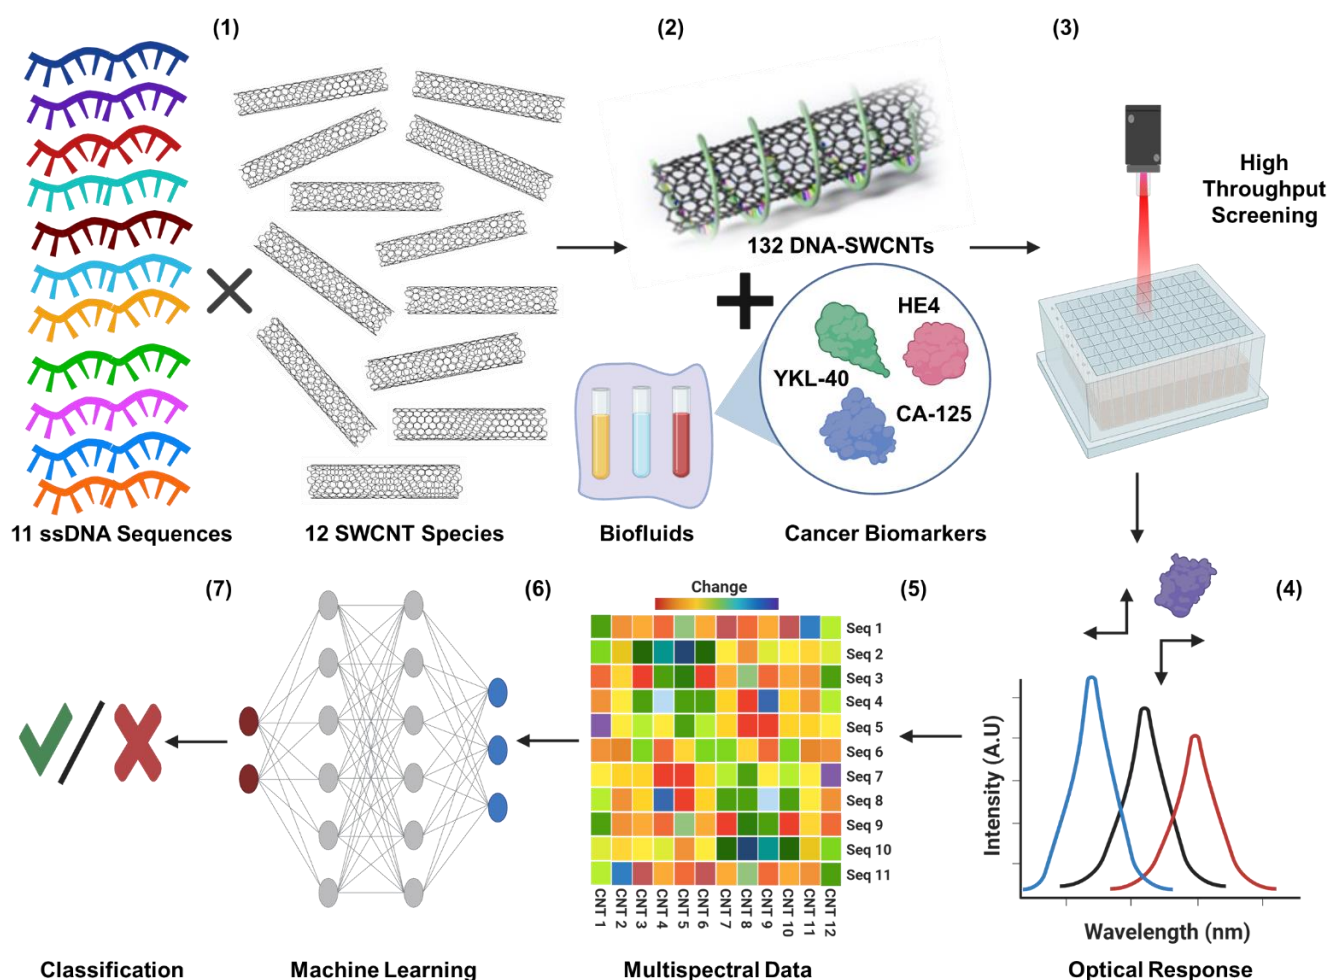 (1)
(2)
(3)
High
Throughput
Screening
132 DNA-SWCNTs
HE4
YKL-40
CA-125
11 ssDNA Sequences
12 SWCNT Species
Biofluids
Cancer Biomarkers
(4)
Intensity (A.U)
Wavelength (nm)
Optical Response
(5)
Change
Seq 1
Seq 2
Seq 3
Seq 4
Seq 5
Seq 6
Seq 7
Seq 8
Seq 9
Seq 10
Seq 11
CNT 1
CNT 2
CNT 3
CNT 4
CNT 5
CNT 6
CNT 7
CNT 8
CNT 9
CNT 10
CNT 11
CNT 12
Multispectral Data
(6)
Machine Learning
(7)
Classification